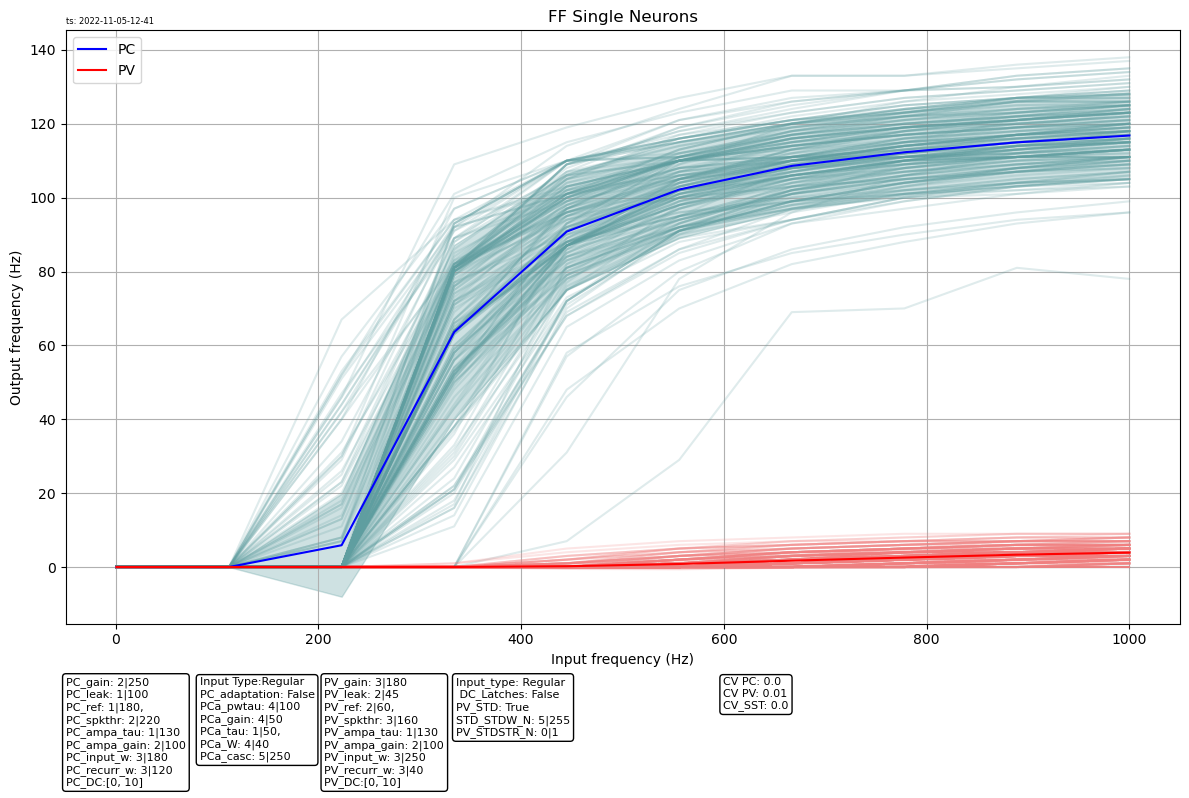 ts: 2022-11-05-12-41
FF Single Neurons
PC
PV
Output frequency (Hz)
140
120
100
80
60
40
20
0
0 200 400 600 800 1000
Input frequency (Hz)
PC_gain: 2|250
PC_leak: 1|100
PC_ref: 1|180,
PC_spkthr: 2|220
PC_ampa_tau: 1|130
PC_ampa_gain: 2|100
PC_input_w: 3|180
PC_recurr_w: 3|120
PC_DC:[0, 10]
Input Type:Regular
PC_adaptation: False
PCa_pwtau: 4|100
PCa_gain: 4|50
PCa_tau: 1|50,
PCa_W: 4|40
PCa_casc: 5|250
PV_gain: 3|180
PV_leak: 2|45
PV_ref: 2|60,
PV_spkthr: 3|160
PV_ampa_tau: 1|130
PV_ampa_gain: 2|100
PV_input_w: 3|250
PV_recurr_w: 3|40
PV_DC:[0, 10]
Input_type: Regular
DC_Latches: False
PV_STD: True
STD_STDW_N: 5|255
PV_STDSTR_N: 0|1
CV PC: 0.0
CV PV: 0.01
CV_SST: 0.0